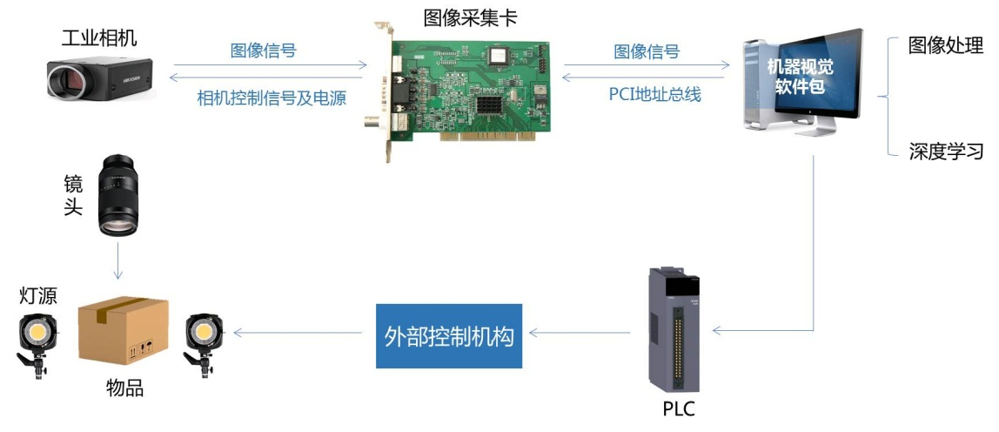 图像采集卡
工业相机
图像信号
相机控制信号及电源
HIKVISION
图像信号
PCI地址总线
机器视觉
软件包
图像处理
深度学习
镜
头
灯源
物品
外部控制机构
PLC